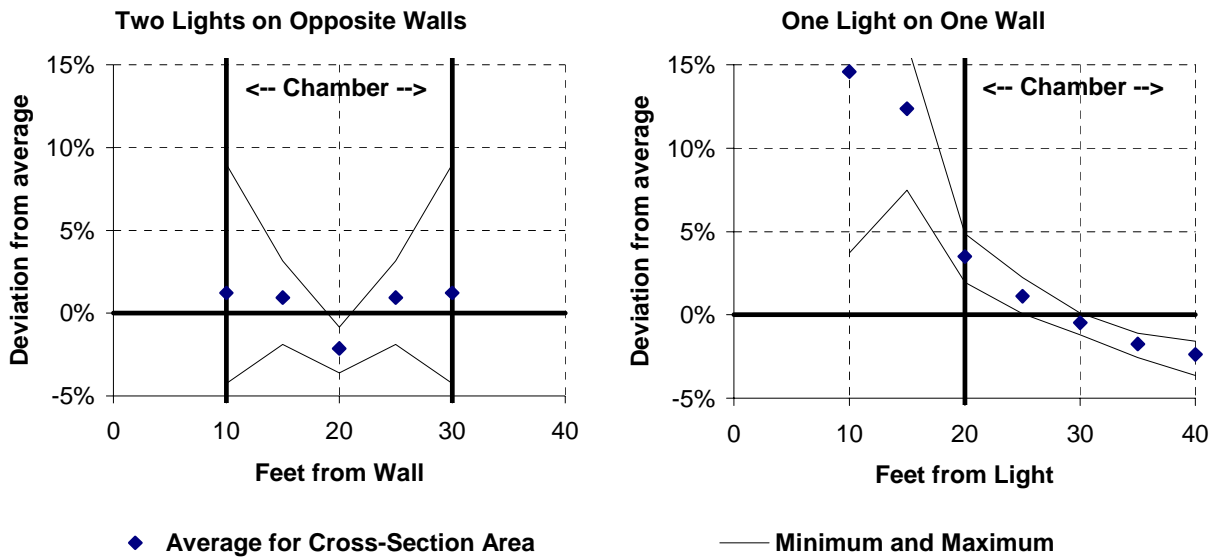 Two Lights on Opposite Walls
15%
10%
5%
0%
-5%
Deviation from average
<-- Chamber -->
0 10 20 30 40
Feet from Wall
One Light on One Wall
15%
10%
5%
0%
-5%
Deviation from average
<-- Chamber -->
0 10 20 30 40
Feet from Light
Average for Cross-Section Area
Minimum and Maximum